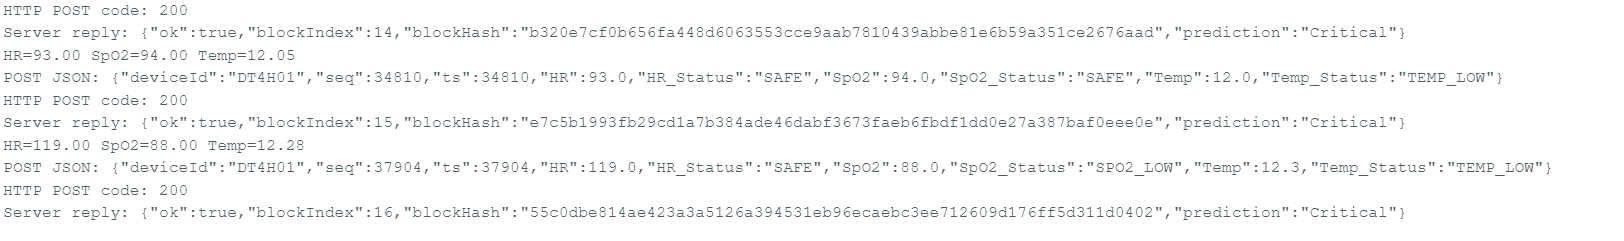 HTTP POST code: 200
Server reply: {"ok":true,"blockIndex":14,"blockHash":"b320e7cf0b656fa448d6063553cce9aab7810439abbe81e6b59a351ce2676aad","prediction":"Critical"}
HR=93.00 SpO2=94.00 Temp=12.05
POST JSON: {"deviceId":"DT4H01","seq":34810,"ts":34810,"HR":93.0,"HR_Status":"SAFE","SpO2":94.0,"SpO2_Status":"SAFE","Temp":12.0,"Temp_Status":"TEMP_LOW"}
HTTP POST code: 200
Server reply: {"ok":true,"blockIndex":15,"blockHash":"e7c5b1993fb29cd1a7b384ade46dabf3673faeb6fbdf1dd0e27a387baf0eee0e","prediction":"Critical"}
HR=119.00 SpO2=88.00 Temp=12.28
POST JSON: {"deviceId":"DT4H01","seq":37904,"ts":37904,"HR":119.0,"HR_Status":"SAFE","SpO2":88.0,"SpO2_Status":"SPO2_LOW","Temp":12.3,"Temp_Status":"TEMP_LOW"}
HTTP POST code: 200
Server reply: {"ok":true,"blockIndex":16,"blockHash":"55c0dbe814ae423a3a5126a394531eb96ecaebc3ee712609d176ff5d311d0402","prediction":"Critical"}